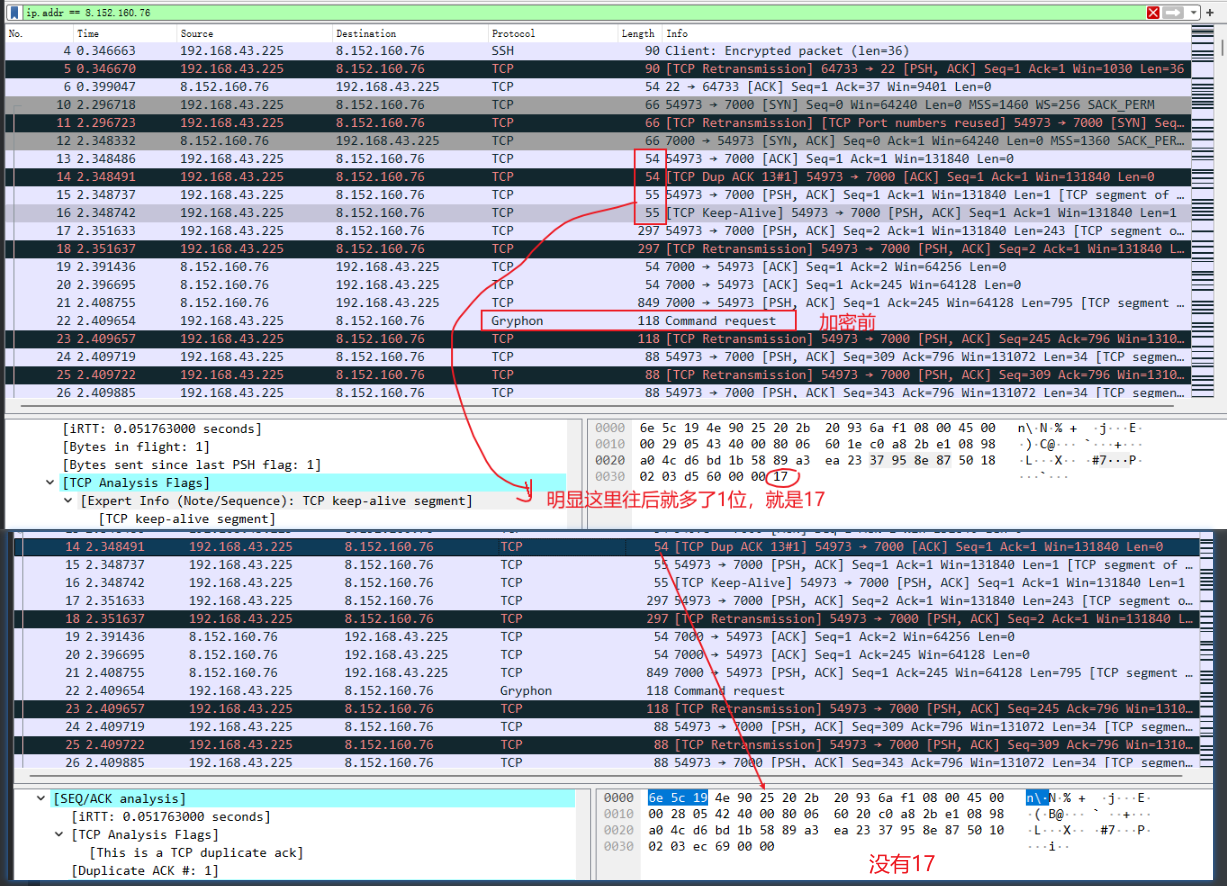 ip.addr == 8.152.160.76
No. Time Source Destination Protocol Length Info
4 0.346663 192.168.43.225 8.152.160.76 SSH 90 Client: Encrypted packet (len=36)
5 0.346670 192.168.43.225 8.152.160.76 TCP 90 [TCP Retransmission] 64733 → 22 [PSH, ACK] Seq=1 Ack=1 Win=1030 Len=36
6 0.399047 8.152.160.76 192.168.43.225 TCP 54 22 → 64733 [ACK] Seq=1 Ack=37 Win=9401 Len=0
10 2.296718 192.168.43.225 8.152.160.76 TCP 66 54973 → 7000 [SYN] Seq=0 Win=64240 Len=0 MSS=1460 WS=256 SACK_PERM
11 2.296723 192.168.43.225 8.152.160.76 TCP 66 [TCP Retransmission] [TCP Port numbers reused] 54973 → 7000 [SYN] Seq…
12 2.348332 8.152.160.76 192.168.43.225 TCP 66 7000 → 54973 [SYN, ACK] Seq=0 Ack=1 Win=64240 Len=0 MSS=1360 SACK_PER…
13 2.348486 192.168.43.225 8.152.160.76 TCP 54 54973 → 7000 [ACK] Seq=1 Ack=1 Win=131840 Len=0
14 2.348491 192.168.43.225 8.152.160.76 TCP 54 [TCP Dup ACK 13#1] 54973 → 7000 [ACK] Seq=1 Ack=1 Win=131840 Len=0
15 2.348737 192.168.43.225 8.152.160.76 TCP 55 54973 → 7000 [PSH, ACK] Seq=1 Ack=1 Win=131840 Len=1 [TCP segment of …
16 2.348742 192.168.43.225 8.152.160.76 TCP 55 [TCP Keep-Alive] 54973 → 7000 [PSH, ACK] Seq=1 Ack=1 Win=131840 Len=1
17 2.351633 192.168.43.225 8.152.160.76 TCP 297 54973 → 7000 [PSH, ACK] Seq=2 Ack=1 Win=131840 Len=243 [TCP segment o…
18 2.351637 192.168.43.225 8.152.160.76 TCP 297 [TCP Retransmission] 54973 → 7000 [PSH, ACK] Seq=2 Ack=1 Win=131840 L…
19 2.391436 8.152.160.76 192.168.43.225 TCP 54 7000 → 54973 [ACK] Seq=1 Ack=2 Win=64256 Len=0
20 2.396695 8.152.160.76 192.168.43.225 TCP 54 7000 → 54973 [ACK] Seq=1 Ack=245 Win=64128 Len=0
21 2.408755 8.152.160.76 192.168.43.225 TCP 849 7000 → 54973 [PSH, ACK] Seq=1 Ack=245 Win=64128 Len=795 [TCP segment …
22 2.409654 192.168.43.225 8.152.160.76 Gryphon 118 Command request 加密前
23 2.409657 192.168.43.225 8.152.160.76 TCP 118 [TCP Retransmission] 54973 → 7000 [PSH, ACK] Seq=245 Ack=796 Win=1310…
24 2.409719 192.168.43.225 8.152.160.76 TCP 88 54973 → 7000 [PSH, ACK] Seq=309 Ack=796 Win=131072 Len=34 [TCP segmen…
25 2.409722 192.168.43.225 8.152.160.76 TCP 88 [TCP Retransmission] 54973 → 7000 [PSH, ACK] Seq=309 Ack=796 Win=1310…
26 2.409885 192.168.43.225 8.152.160.76 TCP 88 54973 → 7000 [PSH, ACK] Seq=343 Ack=796 Win=131072 Len=34 [TCP segmen…
[iRTT: 0.051763000 seconds]
[Bytes in flight: 1]
[Bytes sent since last PSH flag: 1]
[TCP Analysis Flags]
[Expert Info (Note/Sequence): TCP keep-alive segment]
[TCP keep-alive segment]
0000 6e 5c 19 4e 90 25 20 2b 20 93 6a f1 08 00 45 00 n\·N·% + ·j···E·
0010 00 29 05 43 40 00 80 06 60 1e c0 a8 2b e1 08 98 ·)·C@··· `···+···
0020 a0 4c d6 bd 1b 58 89 a3 ea 23 37 95 8e 87 50 18 ·L···X·· ·#7···P·
0030 02 03 d5 60 00 00 17 ···`···
明显这里往后就多了1位，就是17
14 2.348491 192.168.43.225 8.152.160.76 TCP 54 [TCP Dup ACK 13#1] 54973 → 7000 [ACK] Seq=1 Ack=1 Win=131840 Len=0
15 2.348737 192.168.43.225 8.152.160.76 TCP 55 54973 → 7000 [PSH, ACK] Seq=1 Ack=1 Win=131840 Len=1 [TCP segment of …
16 2.348742 192.168.43.225 8.152.160.76 TCP 55 [TCP Keep-Alive] 54973 → 7000 [PSH, ACK] Seq=1 Ack=1 Win=131840 Len=1
17 2.351633 192.168.43.225 8.152.160.76 TCP 297 54973 → 7000 [PSH, ACK] Seq=2 Ack=1 Win=131840 Len=243 [TCP segment o…
18 2.351637 192.168.43.225 8.152.160.76 TCP 297 [TCP Retransmission] 54973 → 7000 [PSH, ACK] Seq=2 Ack=1 Win=131840 L…
19 2.391436 8.152.160.76 192.168.43.225 TCP 54 7000 → 54973 [ACK] Seq=1 Ack=2 Win=64256 Len=0
20 2.396695 8.152.160.76 192.168.43.225 TCP 54 7000 → 54973 [ACK] Seq=1 Ack=245 Win=64128 Len=0
21 2.408755 8.152.160.76 192.168.43.225 TCP 849 7000 → 54973 [PSH, ACK] Seq=1 Ack=245 Win=64128 Len=795 [TCP segment …
22 2.409654 192.168.43.225 8.152.160.76 Gryphon 118 Command request
23 2.409657 192.168.43.225 8.152.160.76 TCP 118 [TCP Retransmission] 54973 → 7000 [PSH, ACK] Seq=245 Ack=796 Win=1310…
24 2.409719 192.168.43.225 8.152.160.76 TCP 88 54973 → 7000 [PSH, ACK] Seq=309 Ack=796 Win=131072 Len=34 [TCP segmen…
25 2.409722 192.168.43.225 8.152.160.76 TCP 88 [TCP Retransmission] 54973 → 7000 [PSH, ACK] Seq=309 Ack=796 Win=1310…
26 2.409885 192.168.43.225 8.152.160.76 TCP 88 54973 → 7000 [PSH, ACK] Seq=343 Ack=796 Win=131072 Len=34 [TCP segmen…
[SEQ/ACK analysis]
[iRTT: 0.051763000 seconds]
[TCP Analysis Flags]
[This is a TCP duplicate ack]
[Duplicate ACK #: 1]
0000 6e 5c 19 4e 90 25 20 2b 20 93 6a f1 08 00 45 00 n\·N·% + ·j···E·
0010 00 28 05 42 40 00 80 06 60 20 c0 a8 2b e1 08 98 ·(·B@··· ` ··+···
0020 a0 4c d6 bd 1b 58 89 a3 ea 23 37 95 8e 87 50 10 ·L···X·· ·#7···P·
0030 02 03 ec 69 00 00 ···i··
没有17